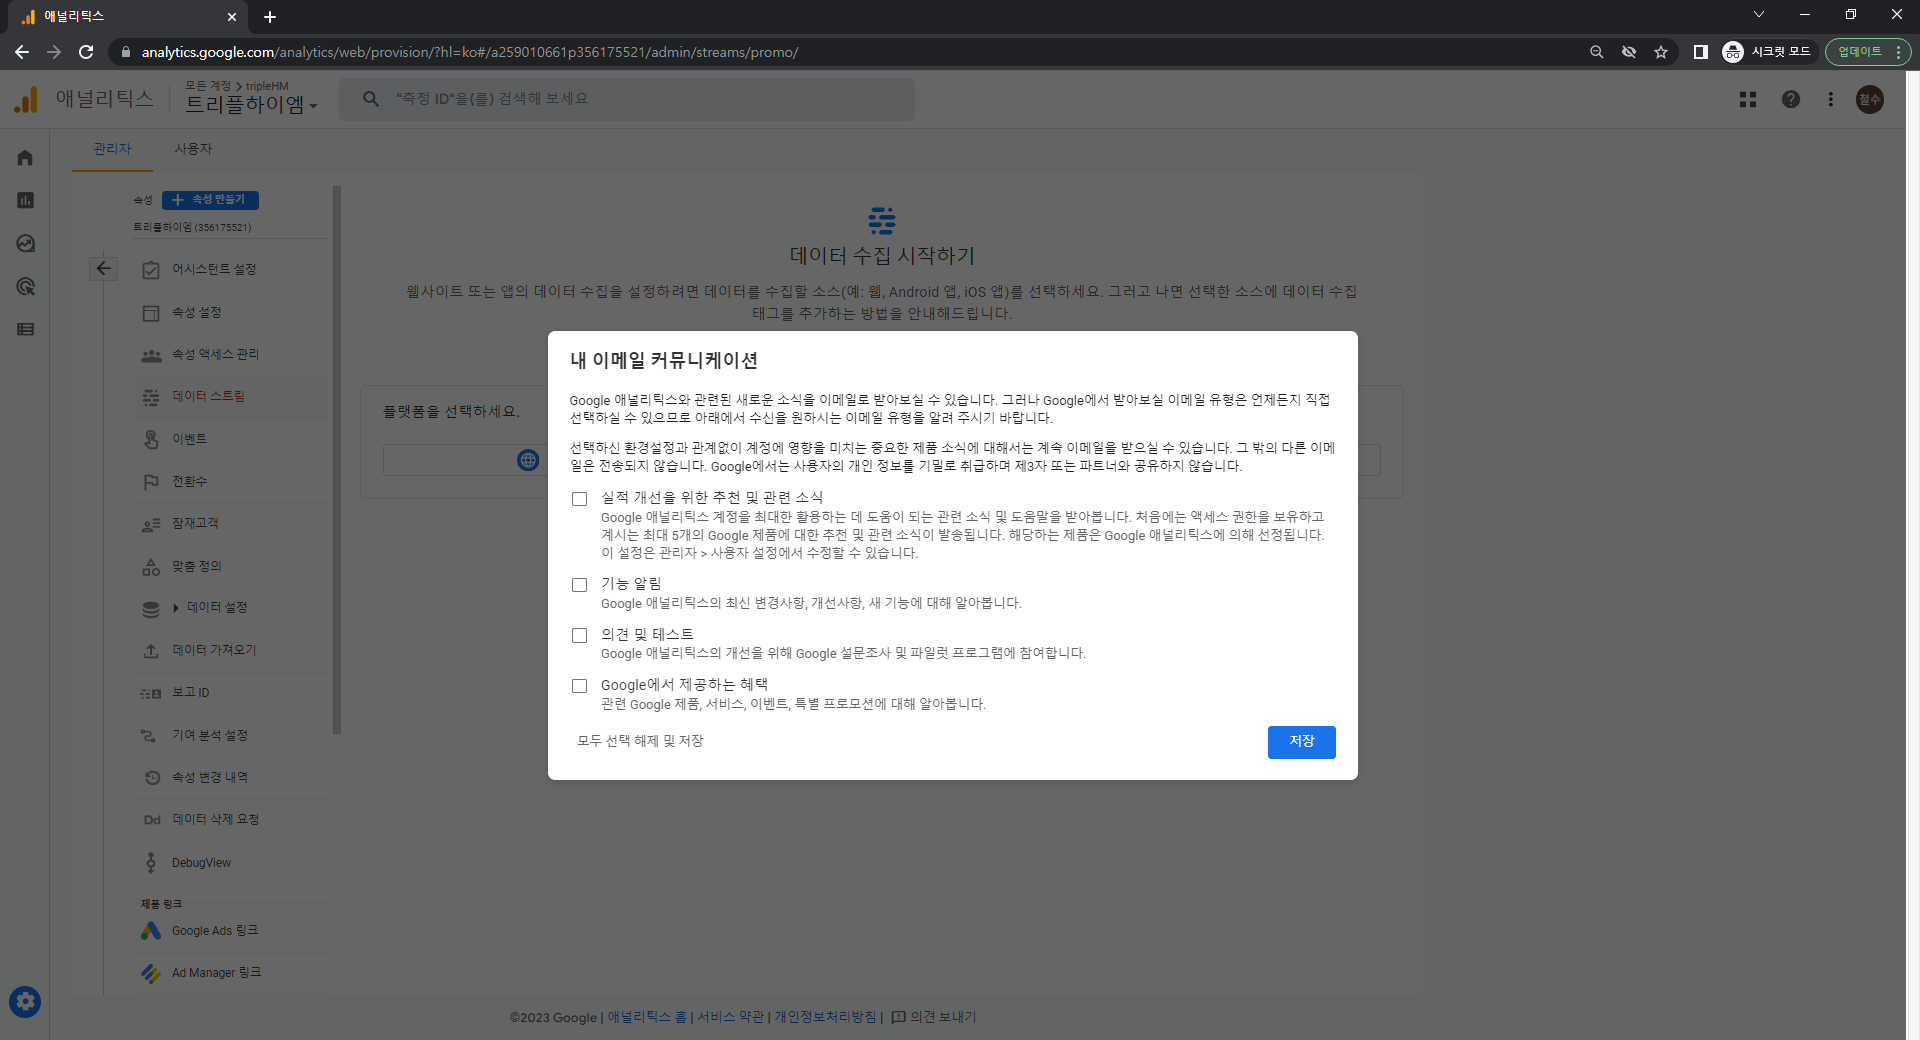 애널리틱스
analytics.google.com/analytics/web/provision/?hl=ko#/a259010661p356175521/admin/streams/promo/
시크릿 모드
업데이트
애널리틱스
모든 계정 > tripleHM
트리플하이엠
"측정 ID"을(를) 검색해 보세요
철수
관리자
사용자
속성
속성 만들기
트리플하이엠 (356175521)
어시스턴트 설정
속성 설정
속성 액세스 관리
데이터 스트림
이벤트
전환수
잠재고객
맞춤 정의
데이터 설정
데이터 가져오기
보고 ID
기여 분석 설정
속성 변경 내역
Dd 데이터 삭제 요청
DebugView
제품 링크
Google Ads 링크
Ad Manager 링크
데이터 수집 시작하기
웹사이트 또는 앱의 데이터 수집을 설정하려면 데이터를 수집할 소스(예: 웹, Android 앱, iOS 앱)를 선택하세요. 그러고 나면 선택한 소스에 데이터 수집
태그를 추가하는 방법을 안내해드립니다.
플랫폼을 선택하세요.
내 이메일 커뮤니케이션
Google 애널리틱스와 관련된 새로운 소식을 이메일로 받아보실 수 있습니다. 그러나 Google에서 받아보실 이메일 유형은 언제든지 직접
선택하실 수 있으므로 아래에서 수신을 원하시는 이메일 유형을 알려 주시기 바랍니다.
선택하신 환경설정과 관계없이 계정에 영향을 미치는 중요한 제품 소식에 대해서는 계속 이메일을 받으실 수 있습니다. 그 밖의 다른 이메
일은 전송되지 않습니다. Google에서는 사용자의 개인 정보를 기밀로 취급하며 제3자 또는 파트너와 공유하지 않습니다.
실적 개선을 위한 추천 및 관련 소식
Google 애널리틱스 계정을 최대한 활용하는 데 도움이 되는 관련 소식 및 도움말을 받아봅니다. 처음에는 액세스 권한을 보유하고
계시는 최대 5개의 Google 제품에 대한 추천 및 관련 소식이 발송됩니다. 해당하는 제품은 Google 애널리틱스에 의해 선정됩니다.
이 설정은 관리자 > 사용자 설정에서 수정할 수 있습니다.
기능 알림
Google 애널리틱스의 최신 변경사항, 개선사항, 새 기능에 대해 알아봅니다.
의견 및 테스트
Google 애널리틱스의 개선을 위해 Google 설문조사 및 파일럿 프로그램에 참여합니다.
Google에서 제공하는 혜택
관련 Google 제품, 서비스, 이벤트, 특별 프로모션에 대해 알아봅니다.
모두 선택 해제 및 저장
저장
©2023 Google | 애널리틱스 홈 | 서비스 약관 | 개인정보처리방침 | 의견 보내기